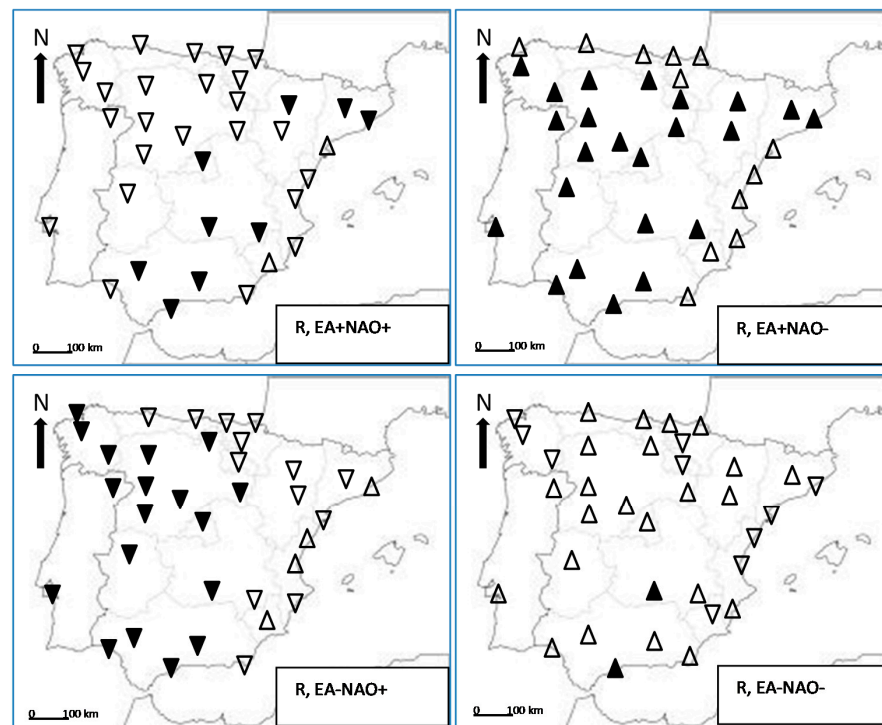 N
0 100 km
R, EA+NAO+
N
0 100 km
R, EA+NAO-
N
0 100 km
R, EA-NAO+
N
0 100 km
R, EA-NAO-